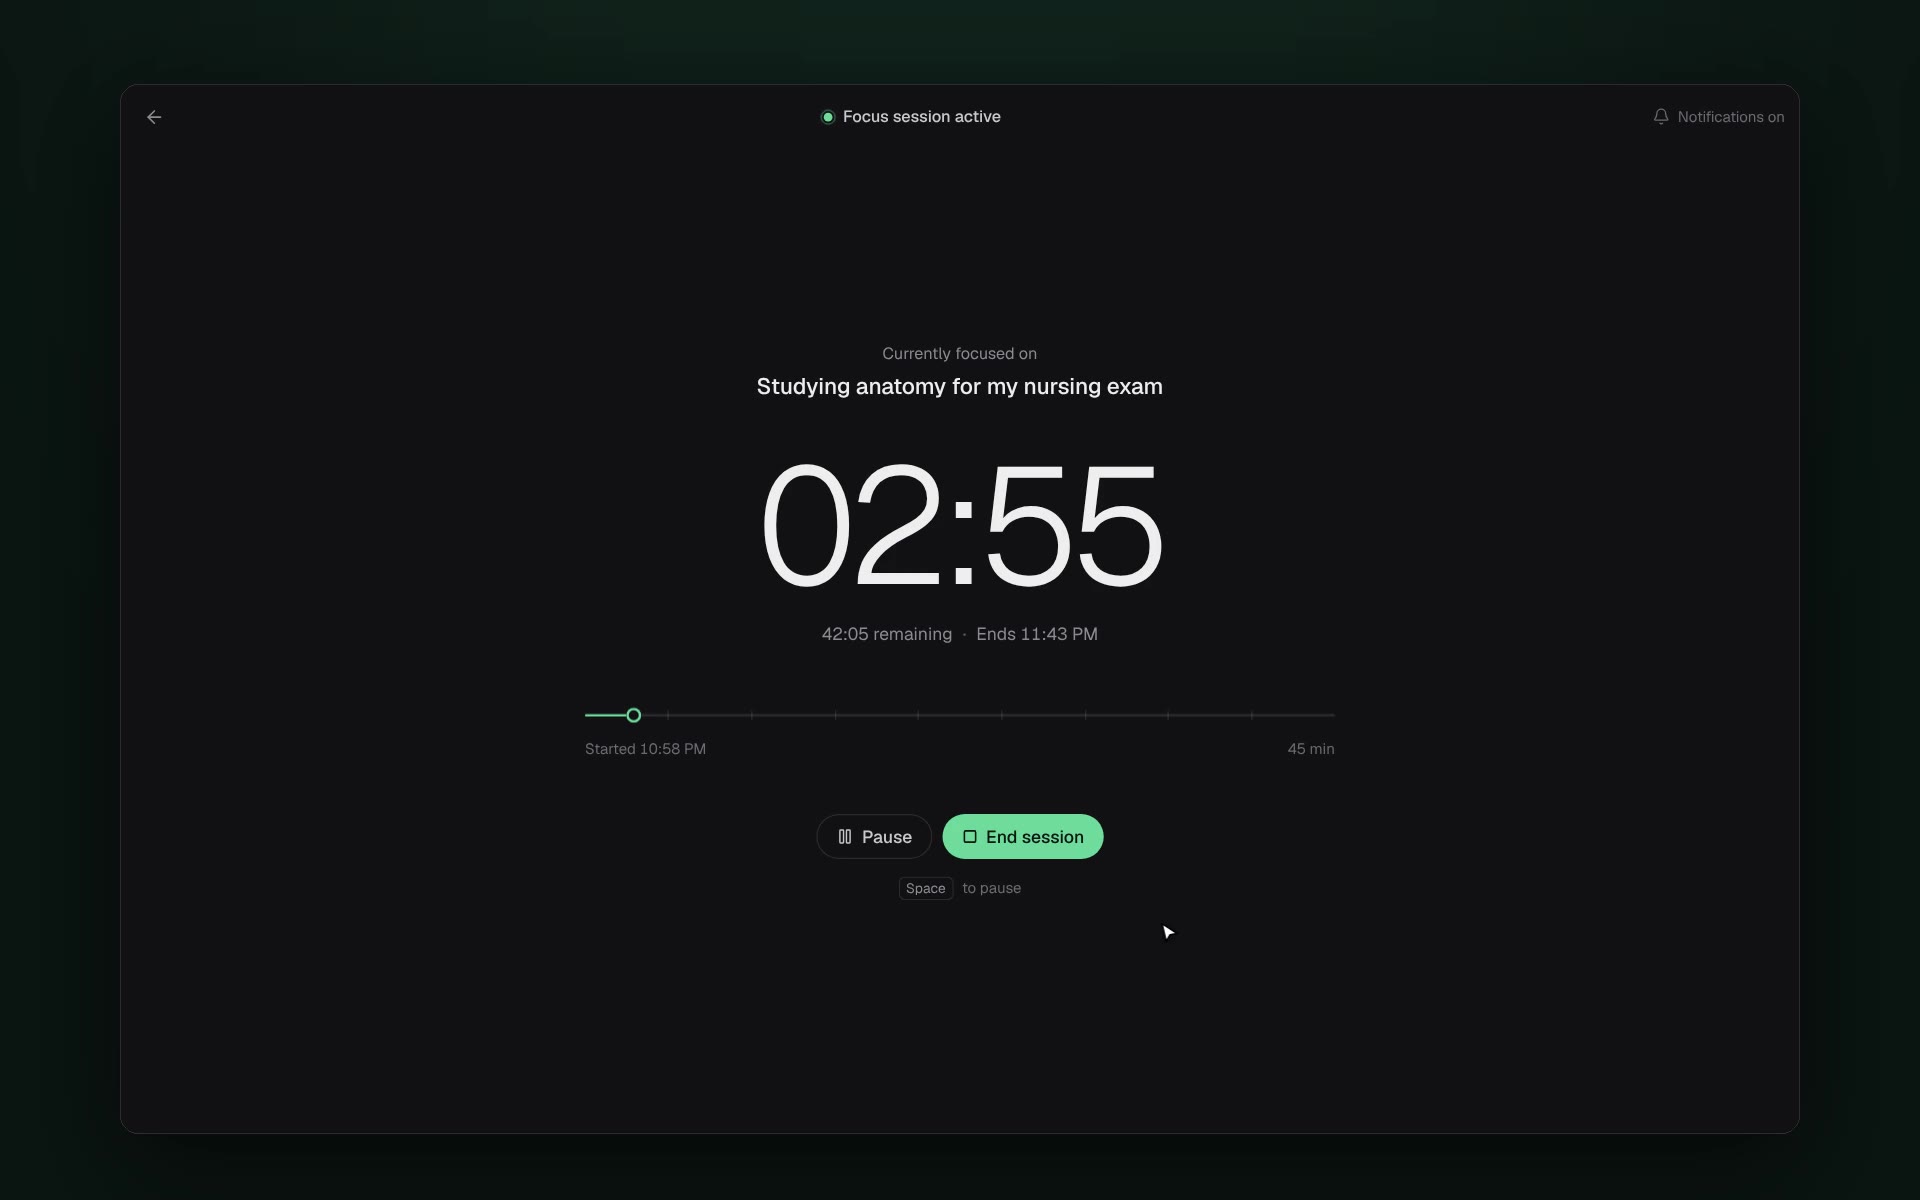 Focus session active
Notifications on
Currently focused on
Studying anatomy for my nursing exam
02:55
42:05 remaining · Ends 11:43 PM
Started 10:58 PM
45 min
Pause
End session
Space to pause